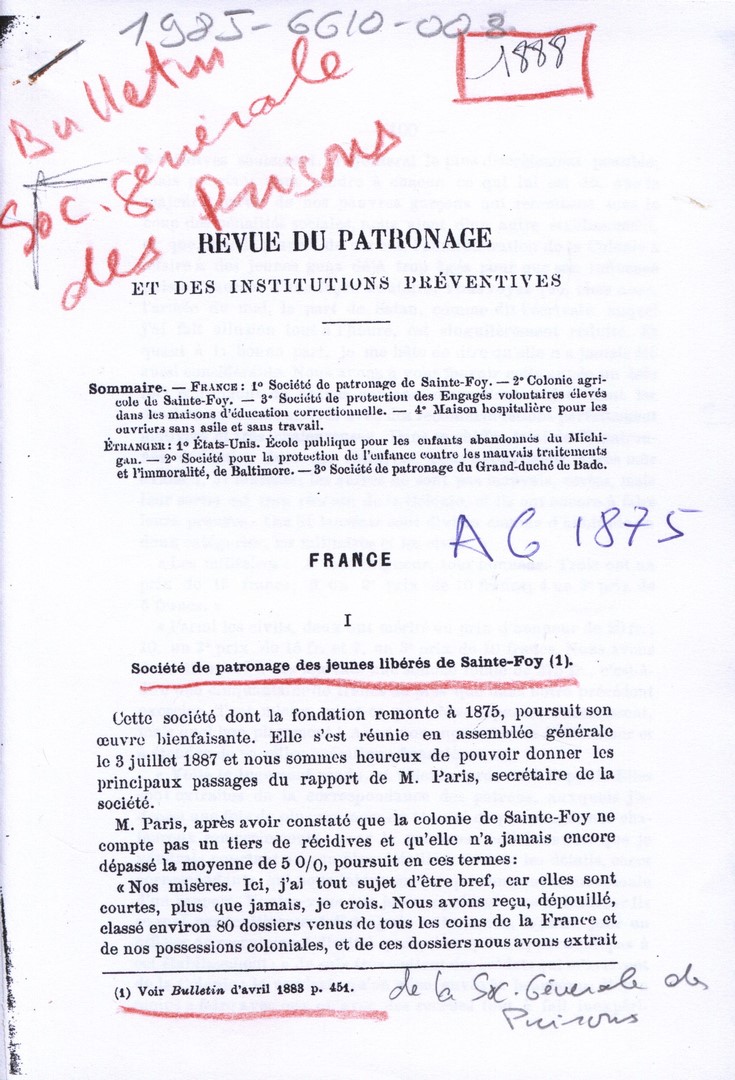 1985-6610-003
1888
Bulletin
Soc. Générale
des Prisons
REVUE DU PATRONAGE
ET DES INSTITUTIONS PRÉVENTIVES
Sommaire. — FRANCE : 1º Société de patronage de Sainte-Foy. — 2º Colonie agri-
cole de Sainte-Foy. — 3º Société de protection des Engagés volontaires élevés
dans les maisons d'éducation correctionnelle. — 4º Maison hospitalière pour les
ouvriers sans asile et sans travail.
ÉTRANGER : 1º États-Unis. École publique pour les enfants abandonnés du Michi-
gan. — 2º Société pour la protection de l'enfance contre les mauvais traitements
et l'immoralité, de Baltimore. — 3º Société de patronage du Grand-duché de Bade.
AG 1875
FRANCE
I
Société de patronage des jeunes libérés de Sainte-Foy (1).
Cette société dont la fondation remonte à 1875, poursuit son
œuvre bienfaisante. Elle s'est réunie en assemblée générale
le 3 juillet 1887 et nous sommes heureux de pouvoir donner les
principaux passages du rapport de M. Paris, secrétaire de la
société.
M. Paris, après avoir constaté que la colonie de Sainte-Foy ne
compte pas un tiers de récidives et qu'elle n'a jamais encore
dépassé la moyenne de 5 0/0, poursuit en ces termes :
« Nos misères. Ici, j'ai tout sujet d'être bref, car elles sont
courtes, plus que jamais, je crois. Nous avons reçu, dépouillé,
classé environ 80 dossiers venus de tous les coins de la France et
de nos possessions coloniales, et de ces dossiers nous avons extrait
(1) Voir Bulletin d'avril 1883 p. 451.
de la Soc. Générale des
Prisons